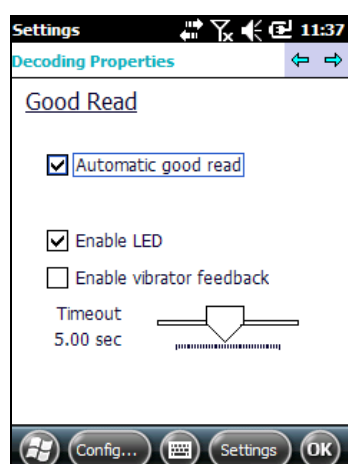 Settings 11:37
Decoding Properties
Good Read
Automatic good read
Enable LED
Enable vibrator feedback
Timeout
5.00 sec
Config... Settings OK